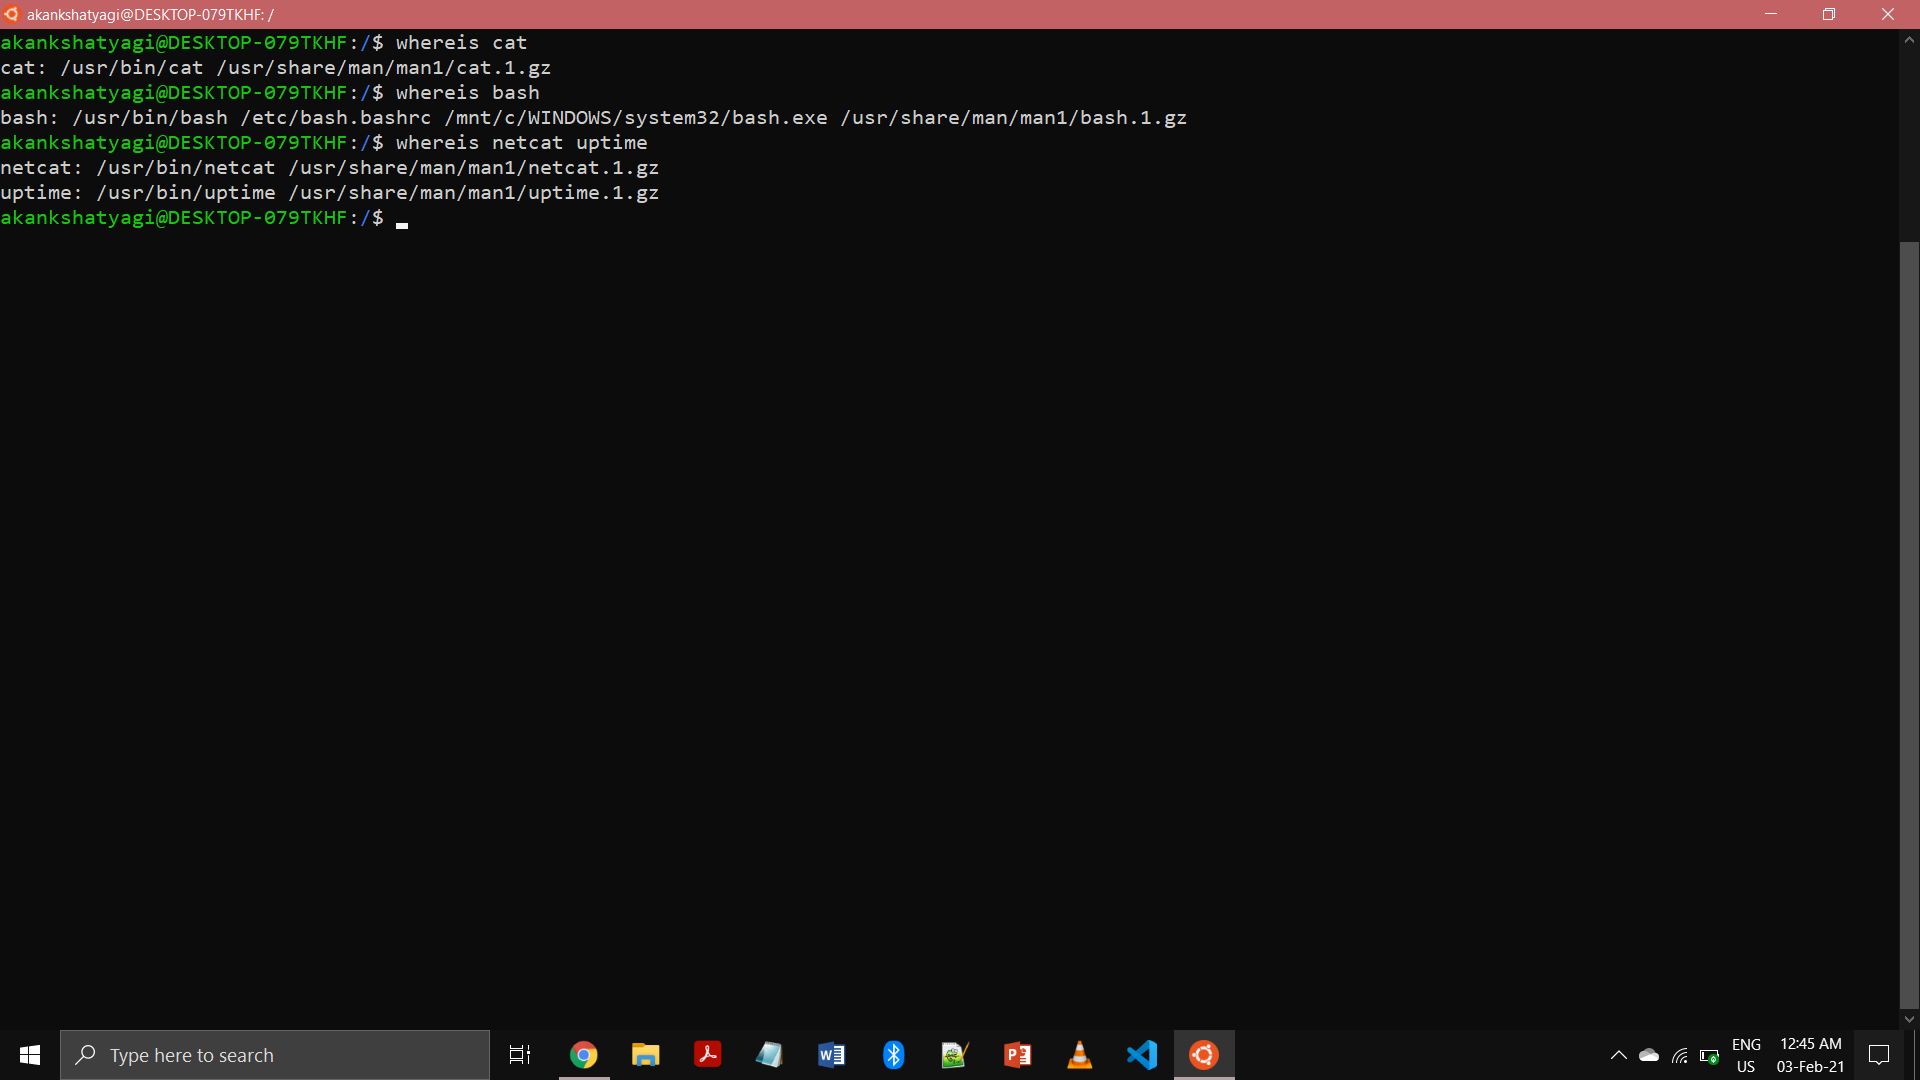 akankshatyagi@DESKTOP-079TKHF: /
akankshatyagi@DESKTOP-079TKHF:/$ whereis cat
cat: /usr/bin/cat /usr/share/man/man1/cat.1.gz
akankshatyagi@DESKTOP-079TKHF:/$ whereis bash
bash: /usr/bin/bash /etc/bash.bashrc /mnt/c/WINDOWS/system32/bash.exe /usr/share/man/man1/bash.1.gz
akankshatyagi@DESKTOP-079TKHF:/$ whereis netcat uptime
netcat: /usr/bin/netcat /usr/share/man/man1/netcat.1.gz
uptime: /usr/bin/uptime /usr/share/man/man1/uptime.1.gz
akankshatyagi@DESKTOP-079TKHF:/$
Type here to search
ENG
US
12:45 AM
03-Feb-21